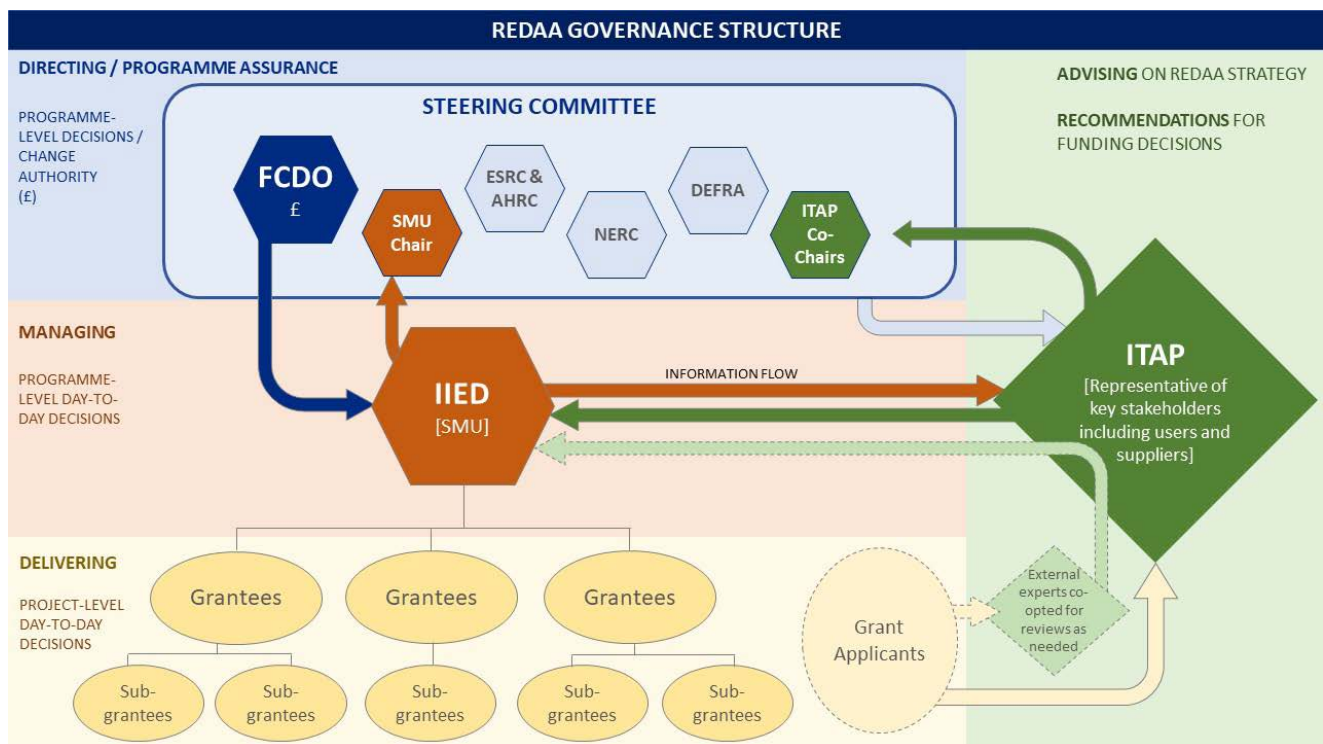 REDAA GOVERNANCE STRUCTURE
DIRECTING / PROGRAMME ASSURANCE
PROGRAMME-
LEVEL DECISIONS /
CHANGE
AUTHORITY
(£)
STEERING COMMITTEE
FCDO
£
SMU
Chair
ESRC &
AHRC
NERC
DEFRA
ITAP
Co-
Chairs
ADVISING ON REDAA STRATEGY
RECOMMENDATIONS FOR
FUNDING DECISIONS
MANAGING
PROGRAMME-
LEVEL DAY-TO-
DAY DECISIONS
IIED
[SMU]
INFORMATION FLOW
ITAP
[Representative of
key stakeholders
including users and
suppliers]
DELIVERING
PROJECT-LEVEL
DAY-TO-DAY
DECISIONS
Grantees
Grantees
Grantees
Sub-
grantees
Sub-
grantees
Sub-
grantees
Sub-
grantees
Sub-
grantees
Grant
Applicants
External
experts co-
opted for
reviews as
needed